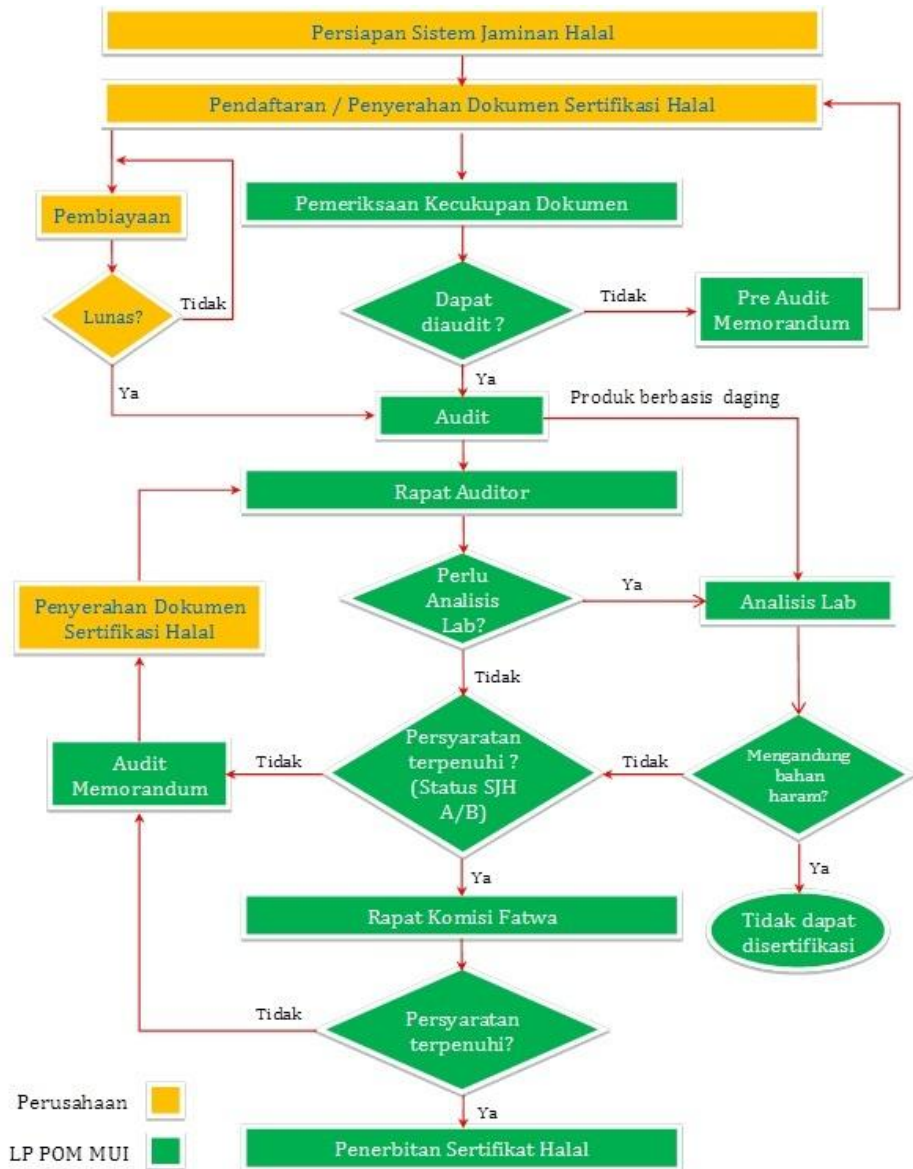 Persiapan Sistem Jaminan Halal
Pendaftaran / Penyerahan Dokumen Sertifikasi Halal
Pembiayaan
Pemeriksaan Kecukupan Dokumen
Lunas?
Tidak
Dapat
diaudit ?
Tidak
Pre Audit
Memorandum
Ya
Ya
Audit
Produk berbasis daging
Rapat Auditor
Penyerahan Dokumen
Sertifikasi Halal
Perlu
Analisis
Lab?
Ya
Analisis Lab
Tidak
Audit
Memorandum
Tidak
Persyaratan
terpenuhi ?
(Status SJH
A/B)
Tidak
Mengandung
bahan
haram?
Ya
Ya
Rapat Komisi Fatwa
Tidak dapat
disertifikasi
Tidak
Persyaratan
terpenuhi?
Perusahaan
Ya
LP POM MUI
Penerbitan Sertifikat Halal